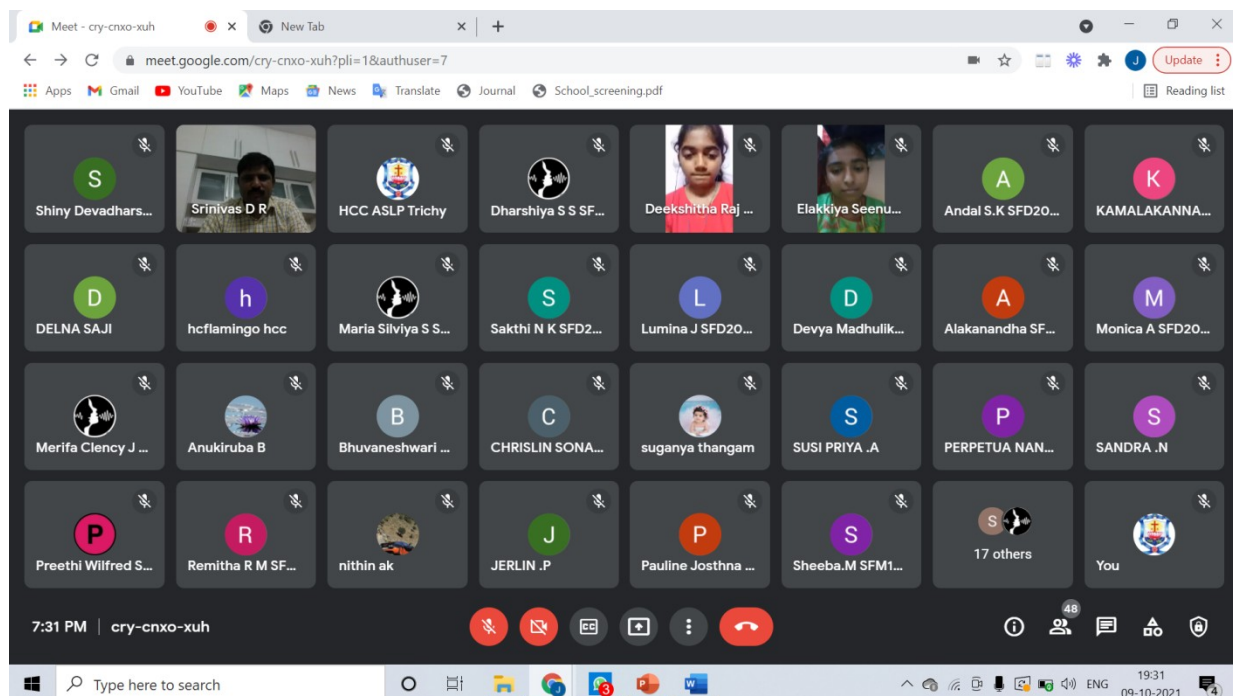 Meet - cry-cnxo-xuh
New Tab
meet.google.com/cry-cnxo-xuh?pli=1&authuser=7
J
Update
Apps
Gmail
YouTube
Maps
News
Translate
Journal
School_screening.pdf
Reading list
S
Shiny Devadhars...
Srinivas D R
HCC ASLP Trichy
Dharshiya S S SF...
Deekshitha Raj ...
Elakkiya Seenu...
A
Andal S.K SFD20...
K
KAMALAKANNA...
D
DELNA SAJI
h
hcflamingo hcc
Maria Silviya S S...
S
Sakthi N K SFD2...
L
Lumina J SFD20...
D
Devya Madhulik...
A
Alakanandha SF...
M
Monica A SFD20...
Merifa Clency J ...
Anukiruba B
B
Bhuvaneshwari ...
C
CHRISLIN SONA...
suganya thangam
S
SUSI PRIYA .A
P
PERPETUA NAN...
S
SANDRA .N
P
Preethi Wilfred S...
R
Remitha R M SF...
nithin ak
J
JERLIN .P
P
Pauline Josthna ...
S
Sheeba.M SFM1...
S
17 others
You
7:31 PM | cry-cnxo-xuh
CC
48
Type here to search
3
P
W
ENG
19:31
09-10-2021
4